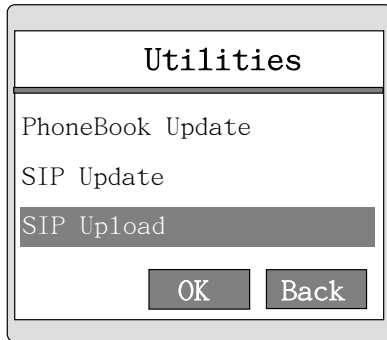 Utilities
PhoneBook Update
SIP Update
SIP Upload
OK Back